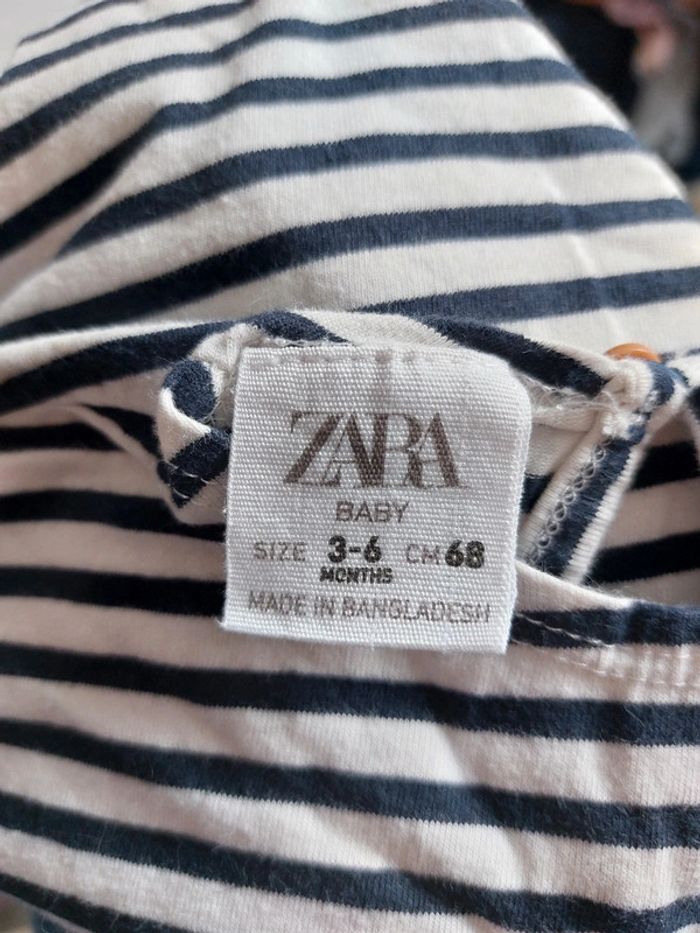 ZARA
BABY
SIZE 3-6 CM 68
MONTHS
MADE IN BANGLADESH